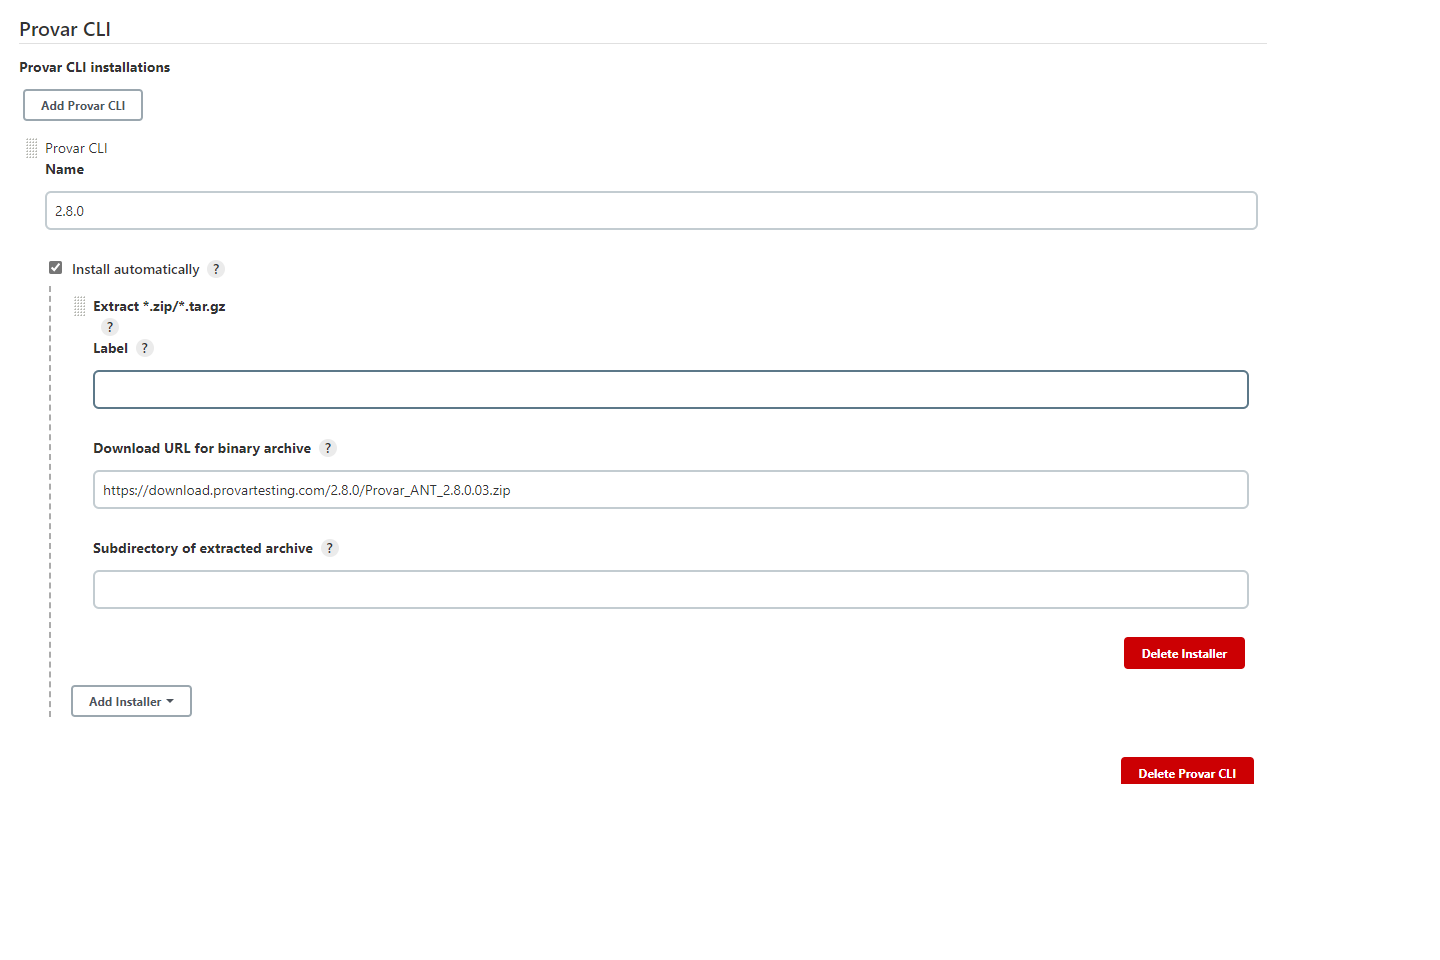 Provar CLI
Provar CLI installations
Add Provar CLI
Provar CLI
Name
2.8.0
Install automatically ?
Extract *.zip/*.tar.gz
?
Label ?
Download URL for binary archive ?
https://download.provartesting.com/2.8.0/Provar_ANT_2.8.0.03.zip
Subdirectory of extracted archive ?
Delete Installer
Add Installer
Delete Provar CLI